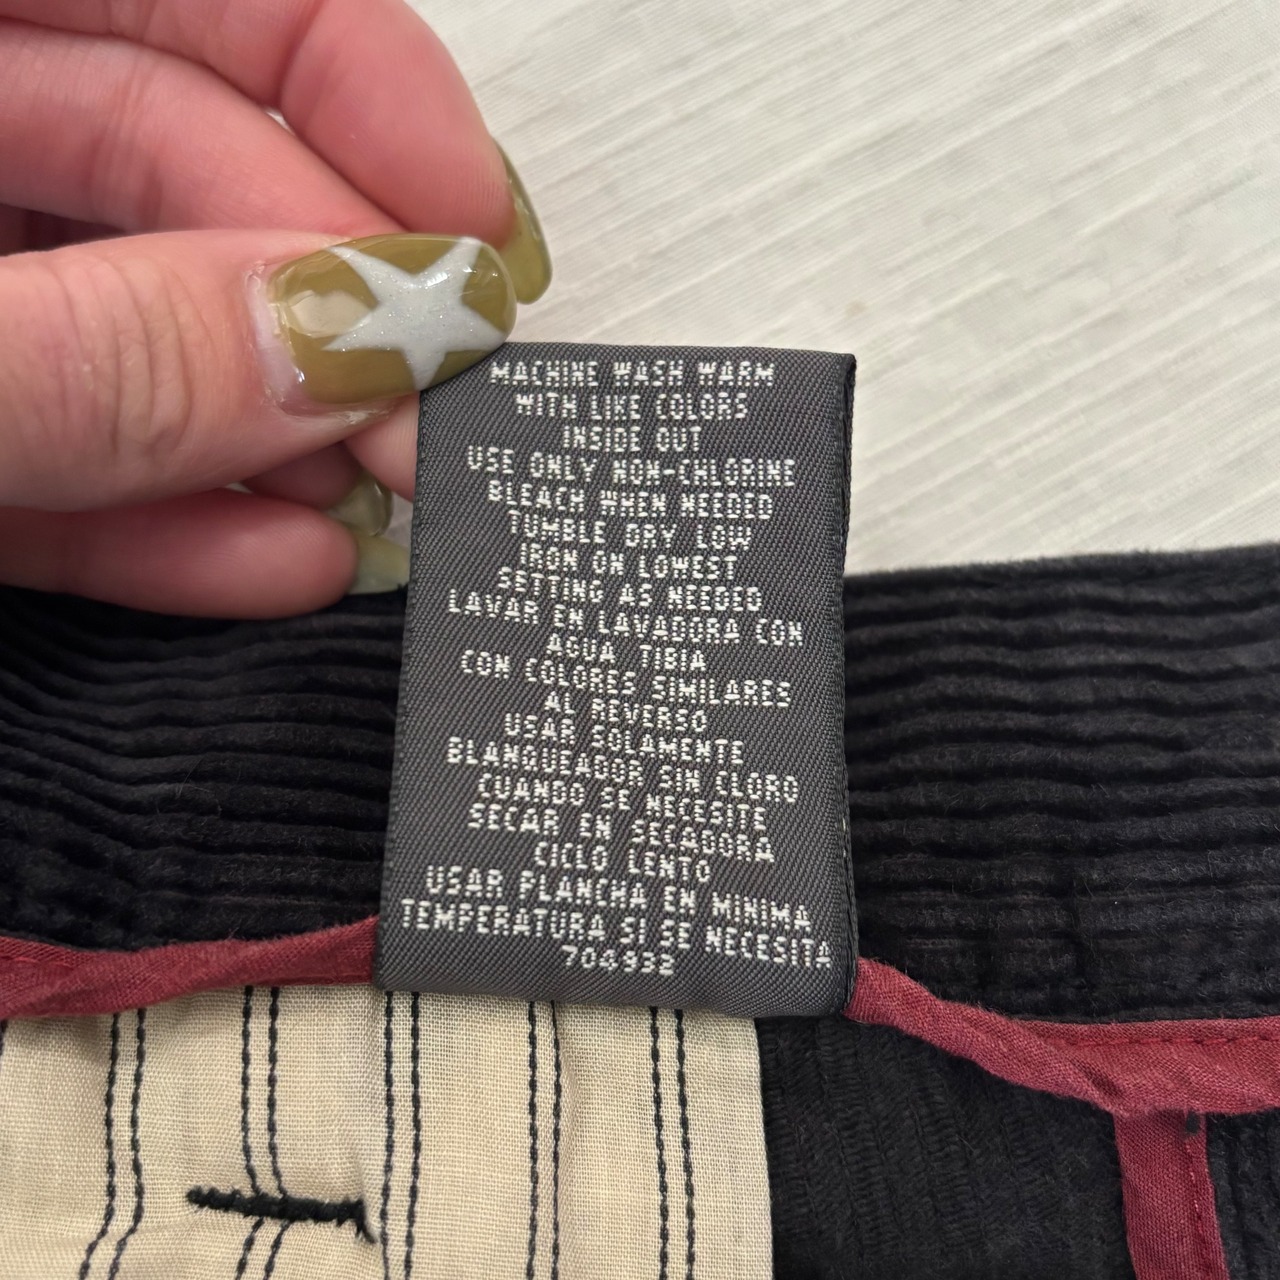 MACHINE WASH WARM
WITH LIKE COLORS
INSIDE OUT
USE ONLY NON-CHLORINE
BLEACH WHEN NEEDED
TUMBLE DRY LOW
IRON ON LOWEST
SETTING AS NEEDED
LAVAR EN LAVADORA CON
AGUA TIBIA
CON COLORES SIMILARES
AL REVERSO
USAR SOLAMENTE
BLANQUEADOR SIN CLORO
CUANDO SE NECESITE
SECAR EN SECADORA
CICLO LENTO
USAR PLANCHA EN MINIMA
TEMPERATURA SI SE NECESITA
704932